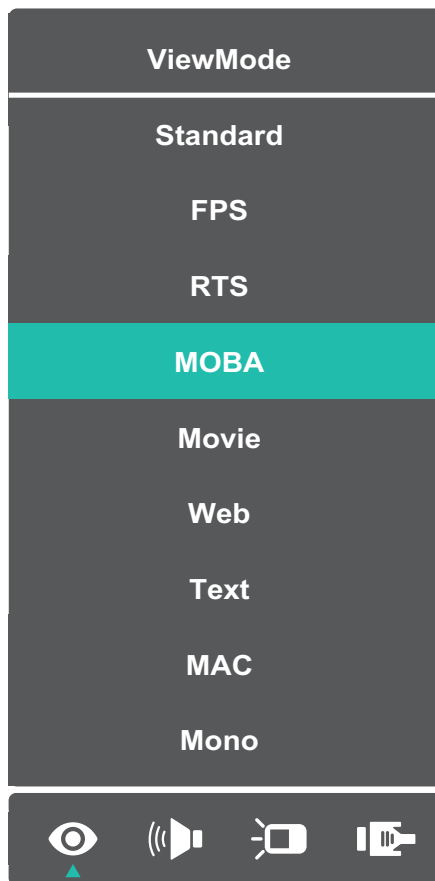 ViewMode
Standard
FPS
RTS
MOBA
Movie
Web
Text
MAC
Mono